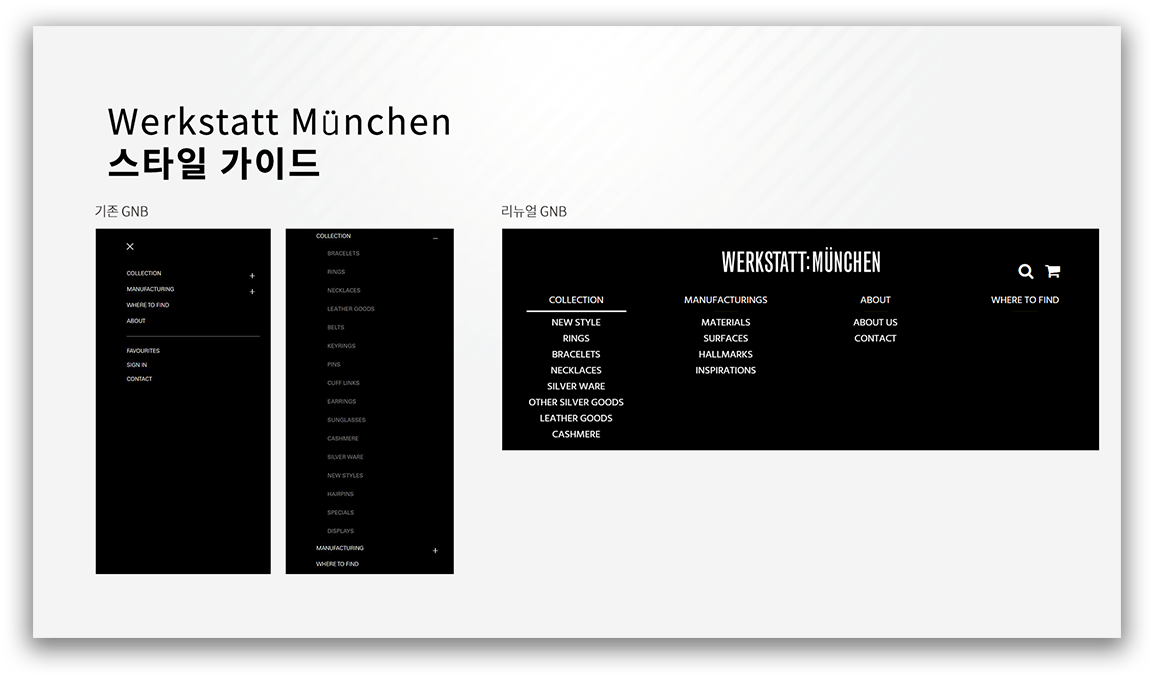 Werkstatt München
스타일 가이드
기존 GNB
COLLECTION
MANUFACTURING
WHERE TO FIND
ABOUT
FAVOURITES
SIGN IN
CONTACT
COLLECTION
BRACELETS
RINGS
NECKLACES
LEATHER GOODS
BELTS
KEYRINGS
PINS
CUFF LINKS
EARRINGS
SUNGLASSES
CASHMERE
SILVER WARE
NEW STYLES
HAIRPINS
SPECIALS
DISPLAYS
MANUFACTURING
WHERE TO FIND
리뉴얼 GNB
WERKSTATT:MÜNCHEN
COLLECTION
NEW STYLE
RINGS
BRACELETS
NECKLACES
SILVER WARE
OTHER SILVER GOODS
LEATHER GOODS
CASHMERE
MANUFACTURINGS
MATERIALS
SURFACES
HALLMARKS
INSPIRATIONS
ABOUT
ABOUT US
CONTACT
WHERE TO FIND